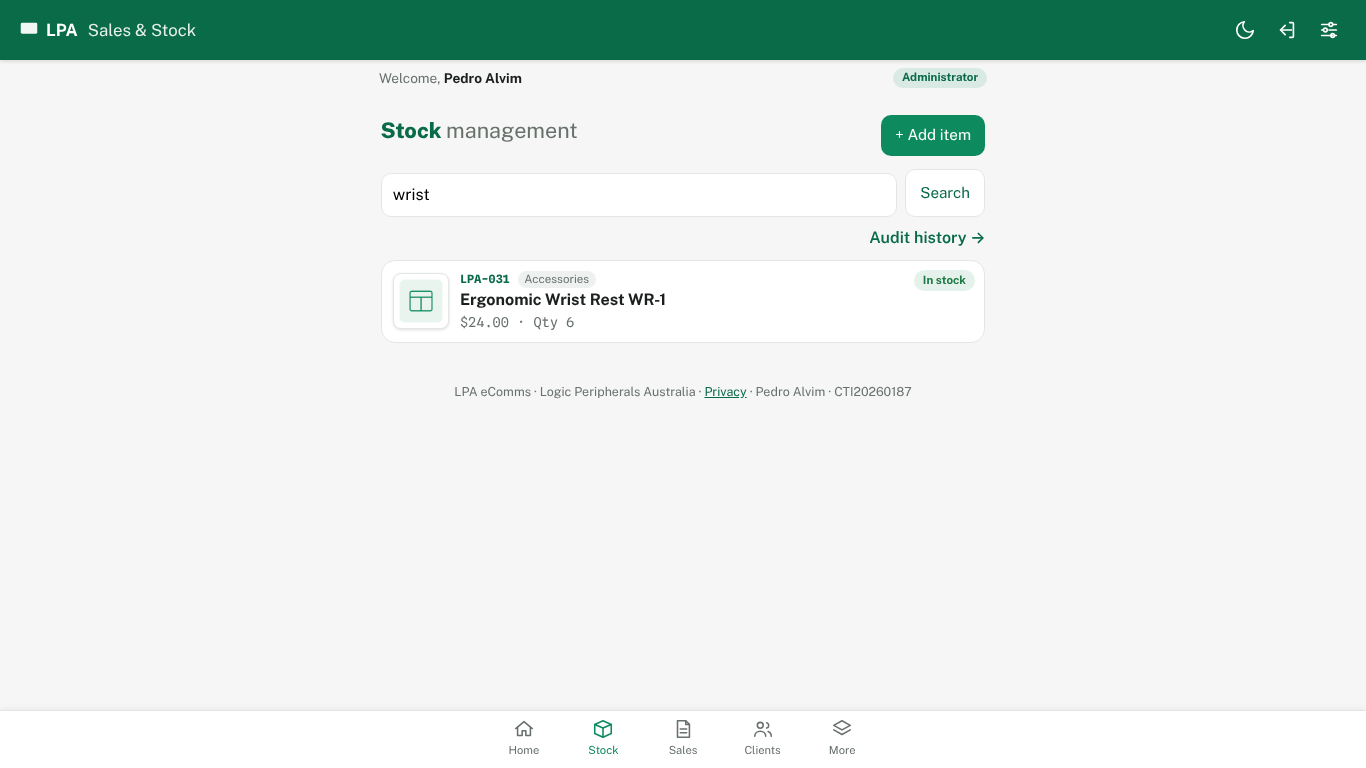 LPA Sales & Stock
Welcome, Pedro Alvim
Administrator
Stock management
+ Add item
wrist
Search
Audit history →
LPA-031 Accessories
In stock
Ergonomic Wrist Rest WR-1
$24.00 · Qty 6
LPA eComms · Logic Peripherals Australia · Privacy · Pedro Alvim · CTI20260187
Home
Stock
Sales
Clients
More